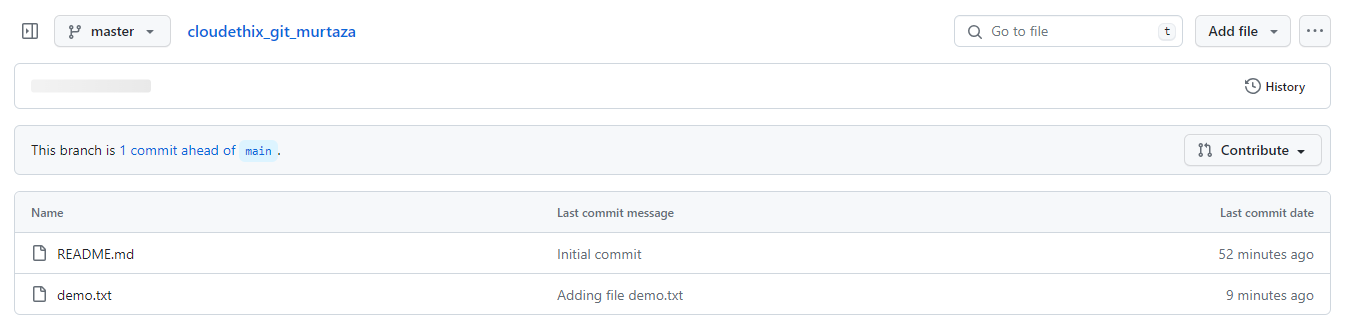 master cloudethix_git_murtaza Go to file t Add file
History
This branch is 1 commit ahead of main .
Contribute
Name Last commit message Last commit date
README.md Initial commit 52 minutes ago
demo.txt Adding file demo.txt 9 minutes ago